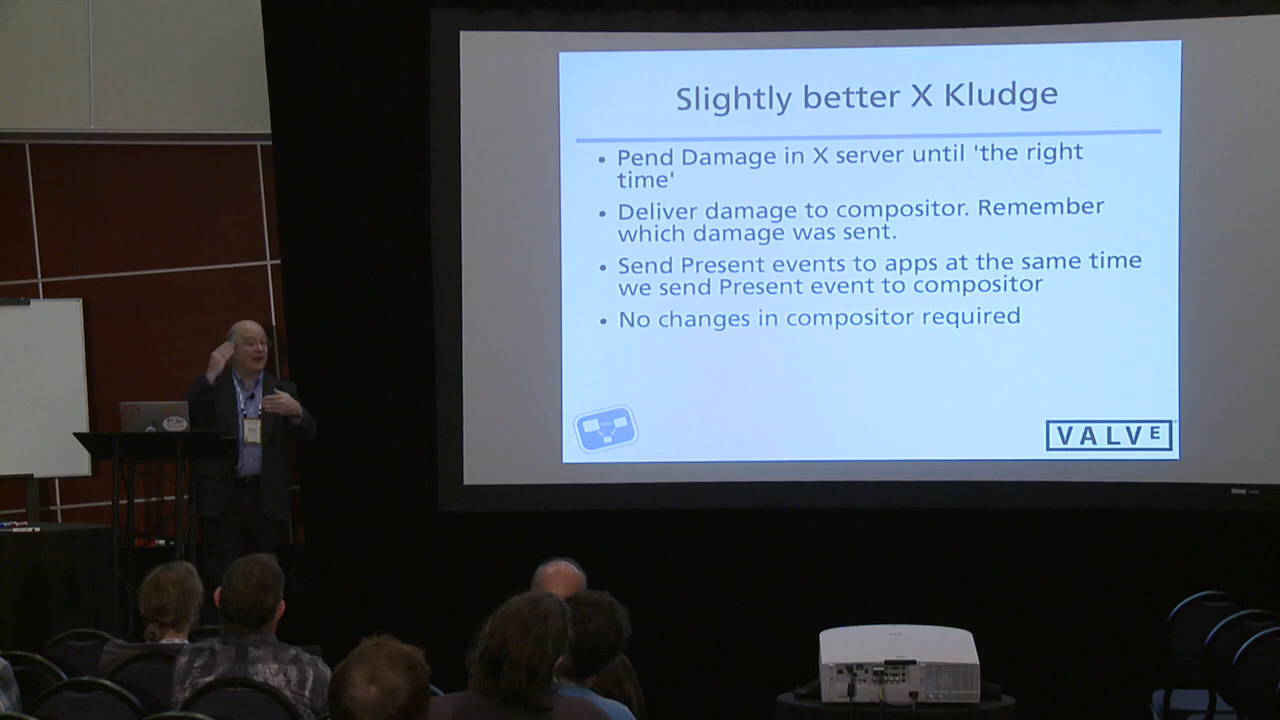 Slightly better X Kludge
• Pend Damage in X server until 'the right
time'
• Deliver damage to compositor. Remember
which damage was sent.
• Send Present events to apps at the same time
we send Present event to compositor
• No changes in compositor required
VALVE